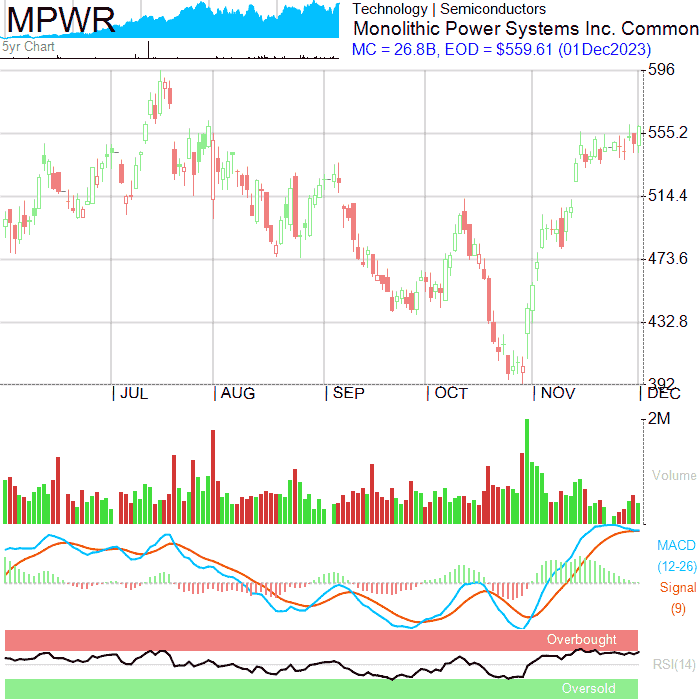 MPWR
5yr Chart
Technology | Semiconductors
Monolithic Power Systems Inc. Common
MC = 26.8B, EOD = $559.61 (01Dec2023)
596
555.2
514.4
473.6
432.8
392
JUL
AUG
SEP
OCT
NOV
DEC
2M
Volume
MACD
(12-26)
Signal
(9)
Overbought
RSI(14)
Oversold